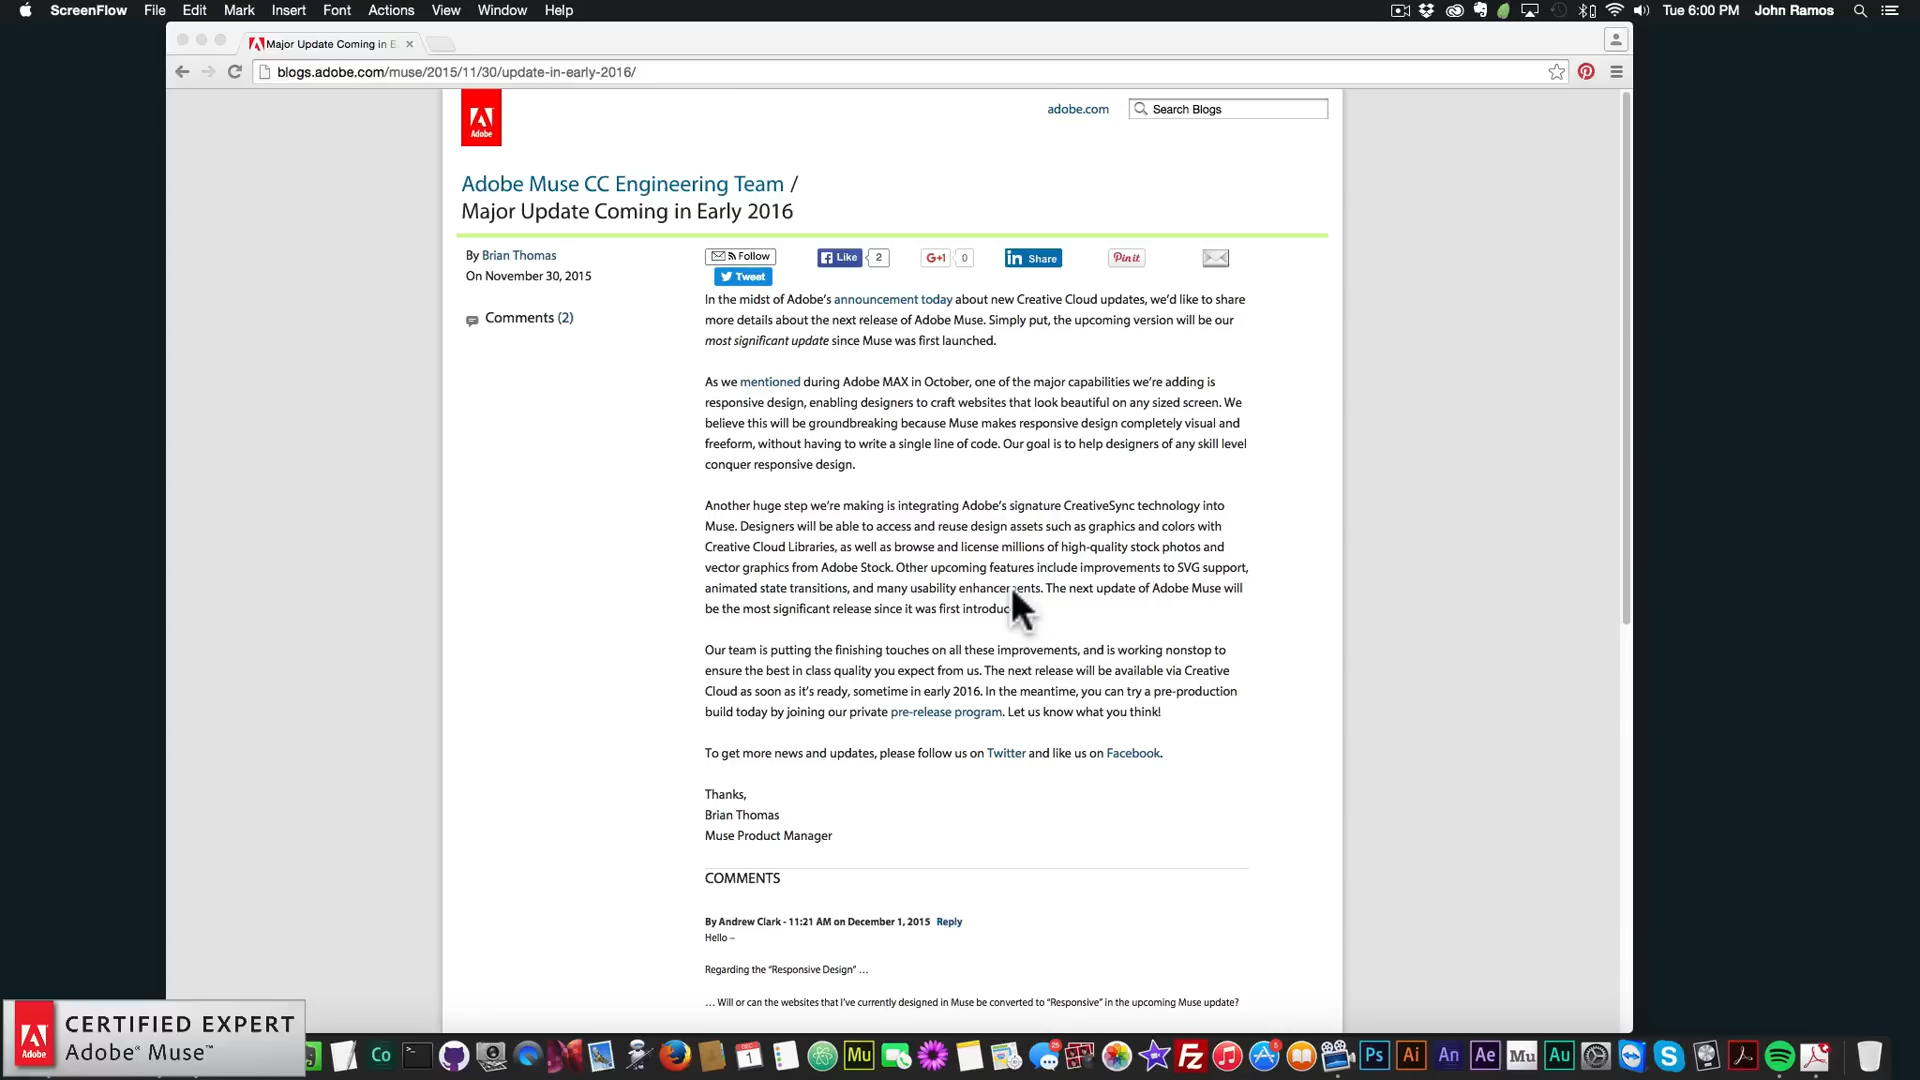 ScreenFlow File Edit Mark Insert Font Actions View Window Help Tue 6:00 PM John Ramos
Major Update Coming in E
blogs.adobe.com/muse/2015/11/30/update-in-early-2016/
Adobe
adobe.com Search Blogs
Adobe Muse CC Engineering Team /
Major Update Coming in Early 2016
By Brian Thomas
On November 30, 2015
Comments (2)
Follow Like 2 G+1 0 in Share Pin it
Tweet
In the midst of Adobe's announcement today about new Creative Cloud updates, we'd like to share
more details about the next release of Adobe Muse. Simply put, the upcoming version will be our
most significant update since Muse was first launched.
As we mentioned during Adobe MAX in October, one of the major capabilities we're adding is
responsive design, enabling designers to craft websites that look beautiful on any sized screen. We
believe this will be groundbreaking because Muse makes responsive design completely visual and
freeform, without having to write a single line of code. Our goal is to help designers of any skill level
conquer responsive design.
Another huge step we're making is integrating Adobe's signature CreativeSync technology into
Muse. Designers will be able to access and reuse design assets such as graphics and colors with
Creative Cloud Libraries, as well as browse and license millions of high-quality stock photos and
vector graphics from Adobe Stock. Other upcoming features include improvements to SVG support,
animated state transitions, and many usability enhancements. The next update of Adobe Muse will
be the most significant release since it was first introduc
Our team is putting the finishing touches on all these improvements, and is working nonstop to
ensure the best in class quality you expect from us. The next release will be available via Creative
Cloud as soon as it's ready, sometime in early 2016. In the meantime, you can try a pre-production
build today by joining our private pre-release program. Let us know what you think!
To get more news and updates, please follow us on Twitter and like us on Facebook.
Thanks,
Brian Thomas
Muse Product Manager
COMMENTS
By Andrew Clark - 11:21 AM on December 1, 2015 Reply
Hello –
Regarding the "Responsive Design" …
… Will or can the websites that I've currently designed in Muse be converted to "Responsive" in the upcoming Muse update?
Adobe
CERTIFIED EXPERT
Adobe® Muse™
Co Mu Ps Ai An Ae Mu Au